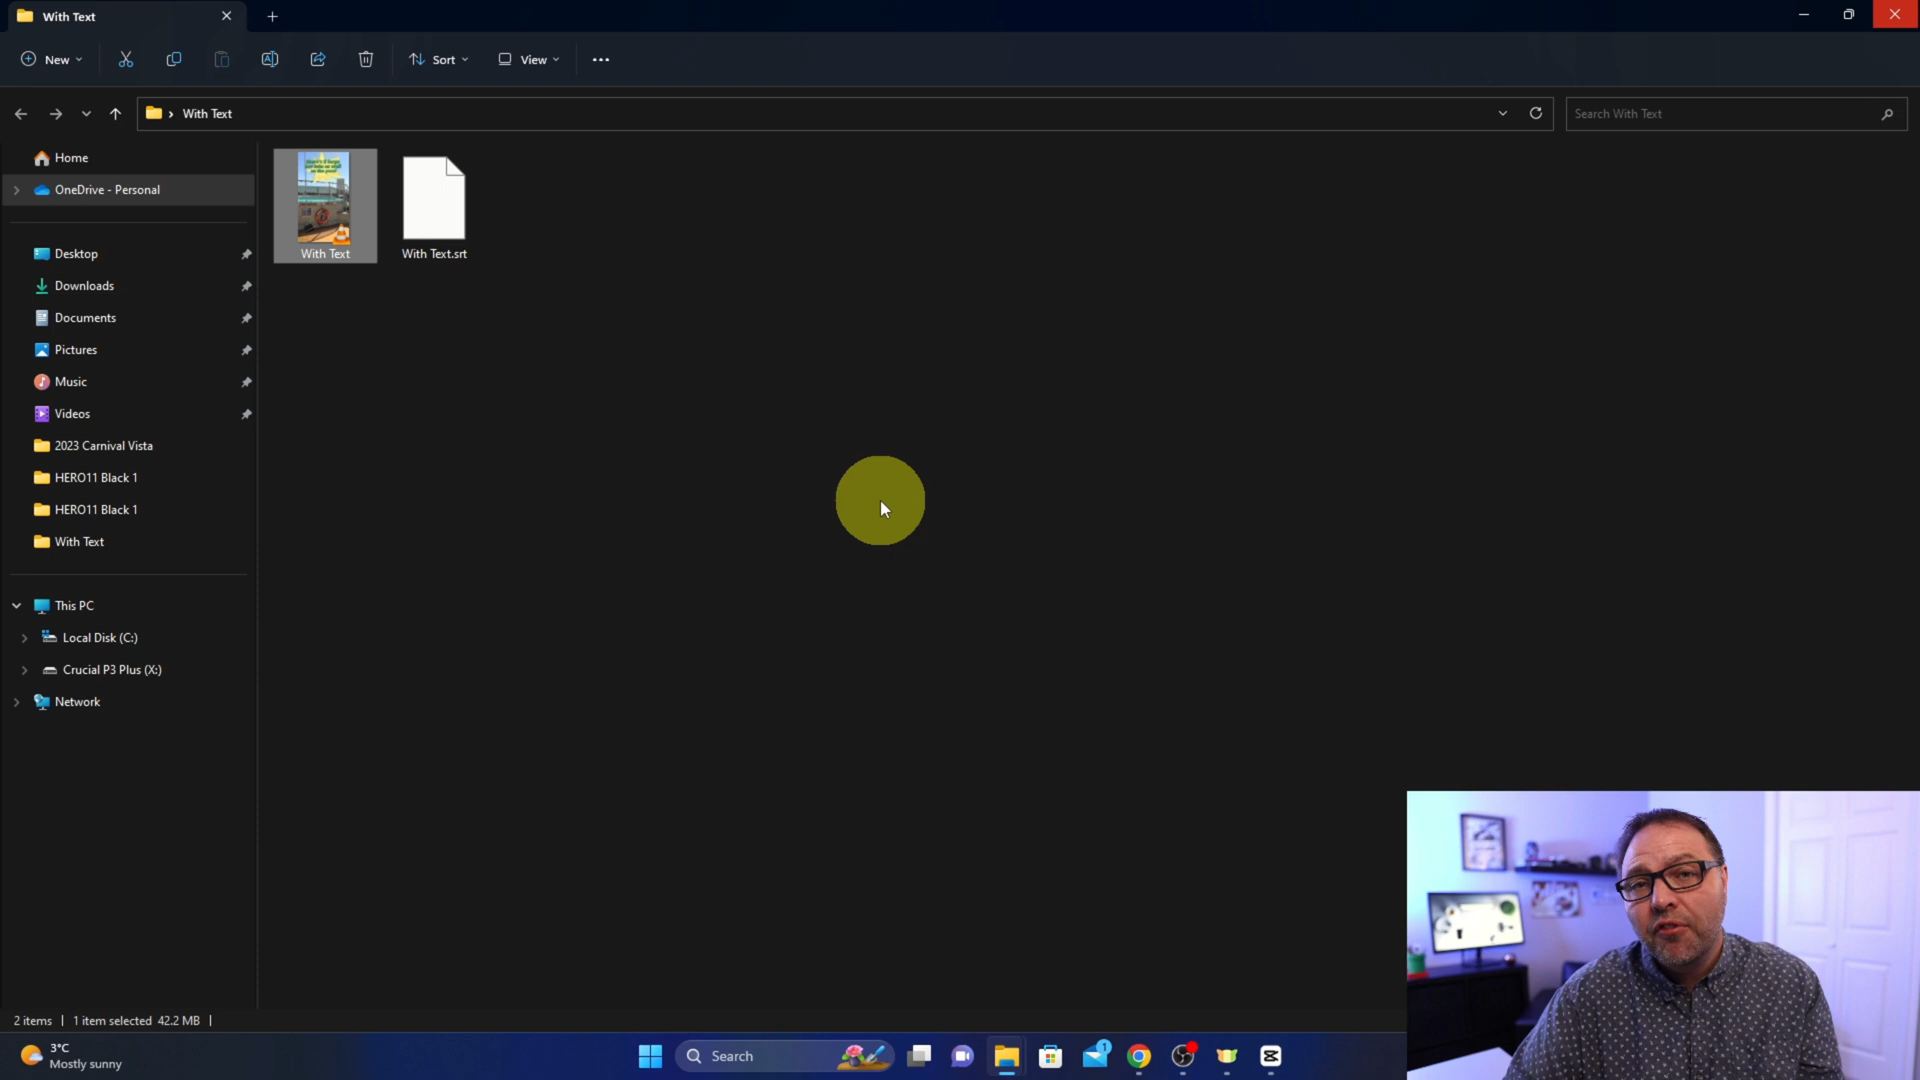 With Text
New
Sort
View
With Text
Search With Text
Home
OneDrive - Personal
Desktop
Downloads
Documents
Pictures
Music
Videos
2023 Carnival Vista
HERO11 Black 1
HERO11 Black 1
With Text
This PC
Local Disk (C:)
Crucial P3 Plus (X:)
Network
With Text
With Text.srt
2 items
1 item selected 42.2 MB
3°C
Mostly sunny
Search
1